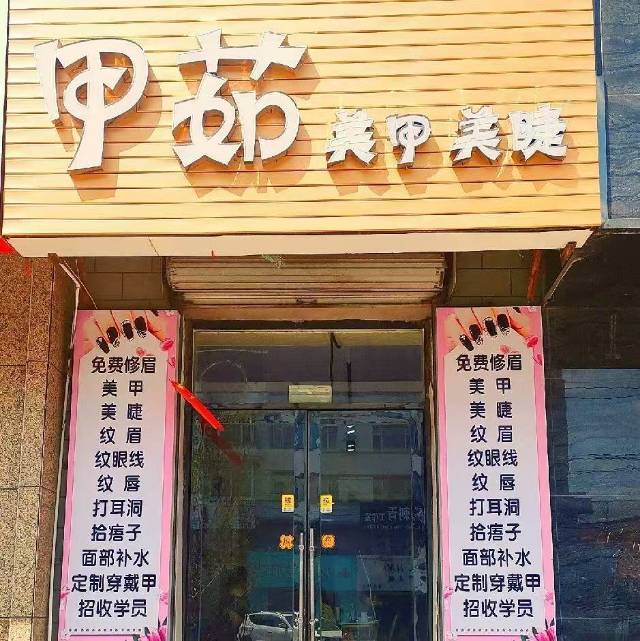 甲茹 美甲美睫
免费修眉
美甲
美睫
纹眉
纹眼线
纹唇
打耳洞
拾痦子
面部补水
定制穿戴甲
招收学员
免费修眉
美甲
美睫
纹眉
纹眼线
纹唇
打耳洞
拾痦子
面部补水
定制穿戴甲
招收学员